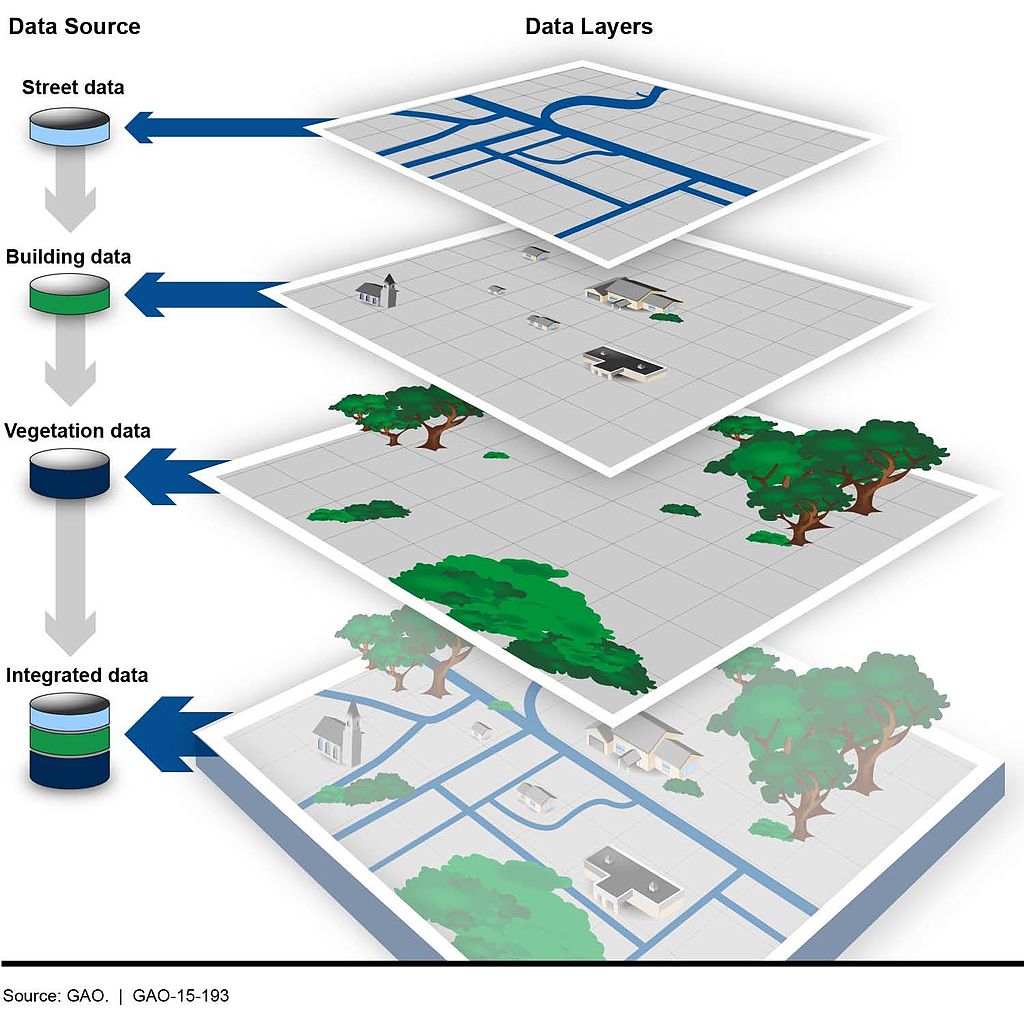 Data Source
Data Layers
Street data
Building data
Vegetation data
Integrated data
Source: GAO. | GAO-15-193